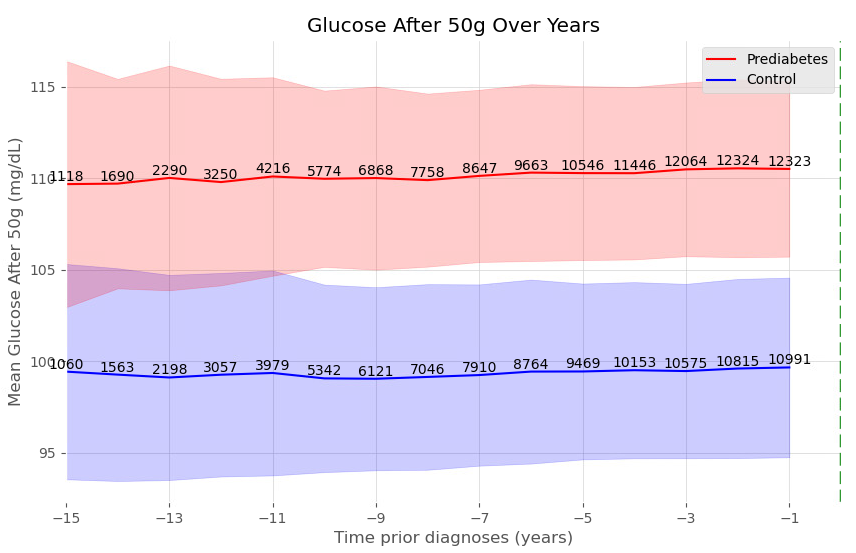 Glucose After 50g Over Years
Prediabetes
Control
Mean Glucose After 50g (mg/dL)
115
110
105
100
95
1118 1690 2290 3250 4216 5774 6868 7758 8647 9663 10546 11446 12064 12324 12323
1060 1563 2198 3057 3979 5342 6121 7046 7910 8764 9469 10153 10575 10815 10991
−15 −13 −11 −9 −7 −5 −3 −1
Time prior diagnoses (years)